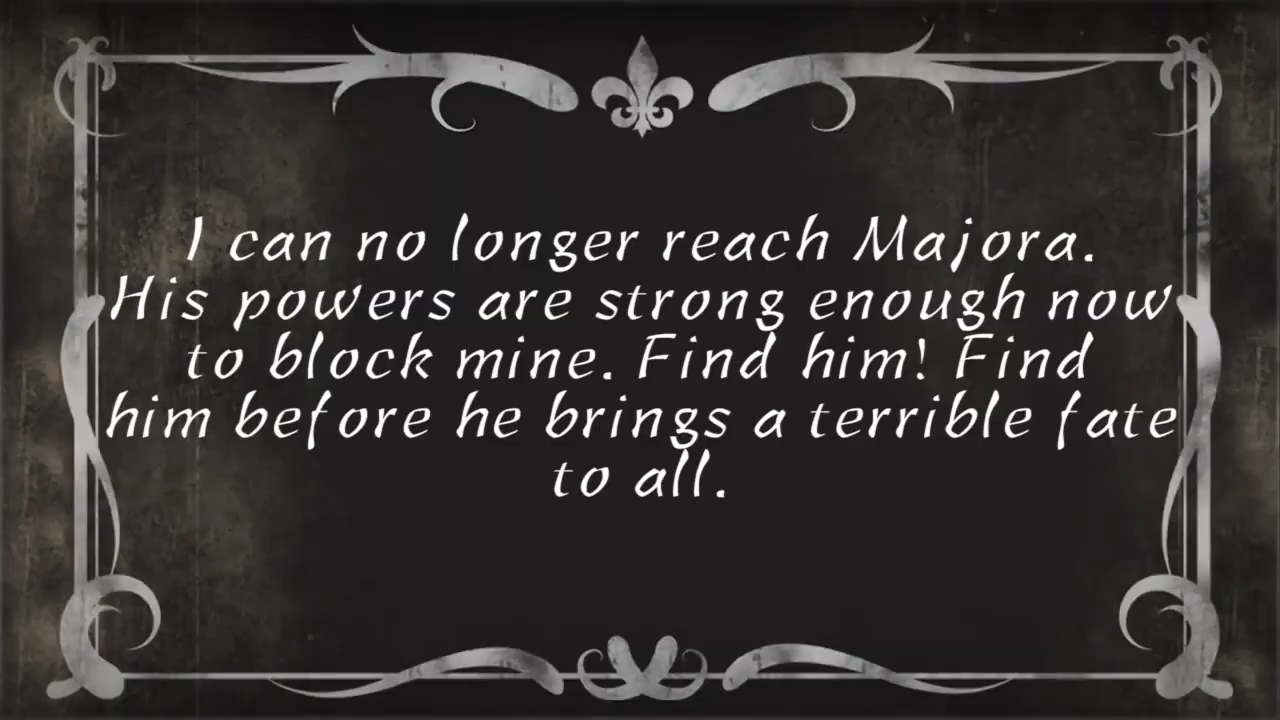 I can no longer reach Majora.
His powers are strong enough now
to block mine. Find him! Find
him before he brings a terrible fate
to all.